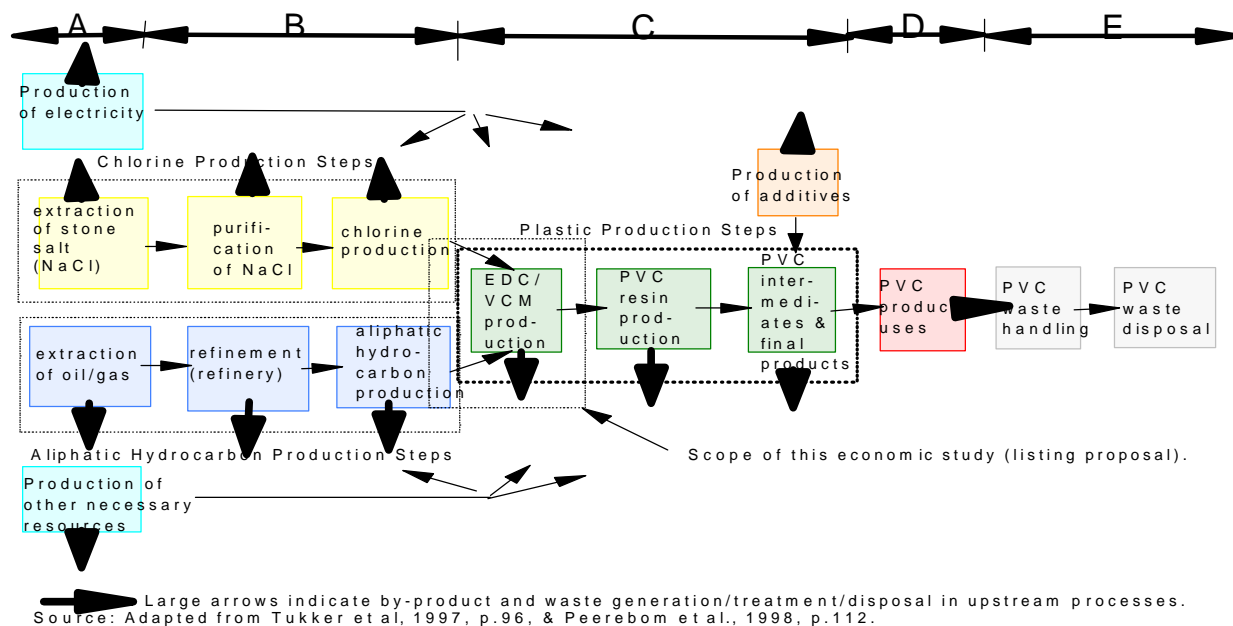 A
B
C
D
E
Production
of electricity
Chlorine Production Steps
extraction
of stone
salt
(NaCl)
purifi-
cation
of NaCl
chlorine
production
Production
of additives
Plastic Production Steps
EDC/
VCM
prod-
uction
PVC
resin
pro-
duction
PVC
inter-
medi-
ates &
final
products
PVC
product
uses
PVC
waste
handling
PVC
waste
disposal
extraction
of oil/gas
refinement
(refinery)
aliphatic
hydro-
carbon
production
Aliphatic Hydrocarbon Production Steps
Scope of this economic study (listing proposal).
Production of
other necessary
resources
Large arrows indicate by-product and waste generation/treatment/disposal in upstream processes.
Source: Adapted from Tukker et al, 1997, p.96, & Peerebom et al., 1998, p.112.